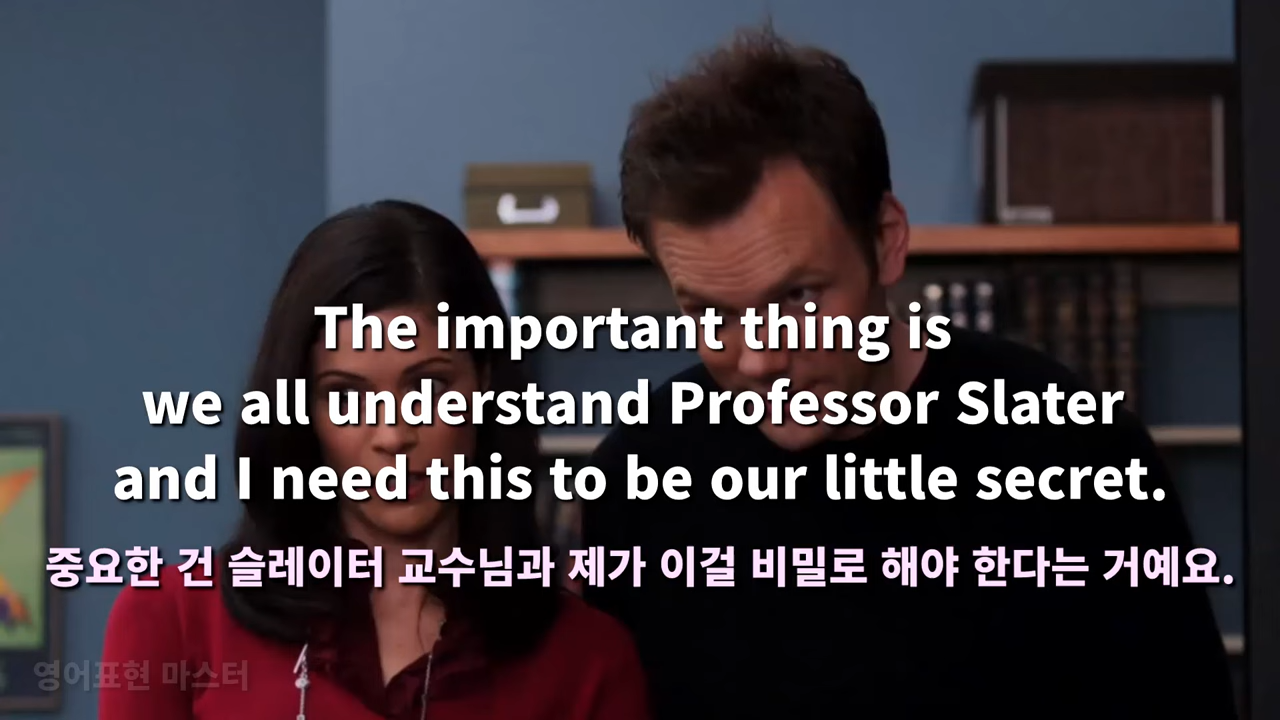 The important thing is
we all understand Professor Slater
and I need this to be our little secret.
중요한 건 슬레이터 교수님과 제가 이걸 비밀로 해야 한다는 거예요.
영어표현 마스터